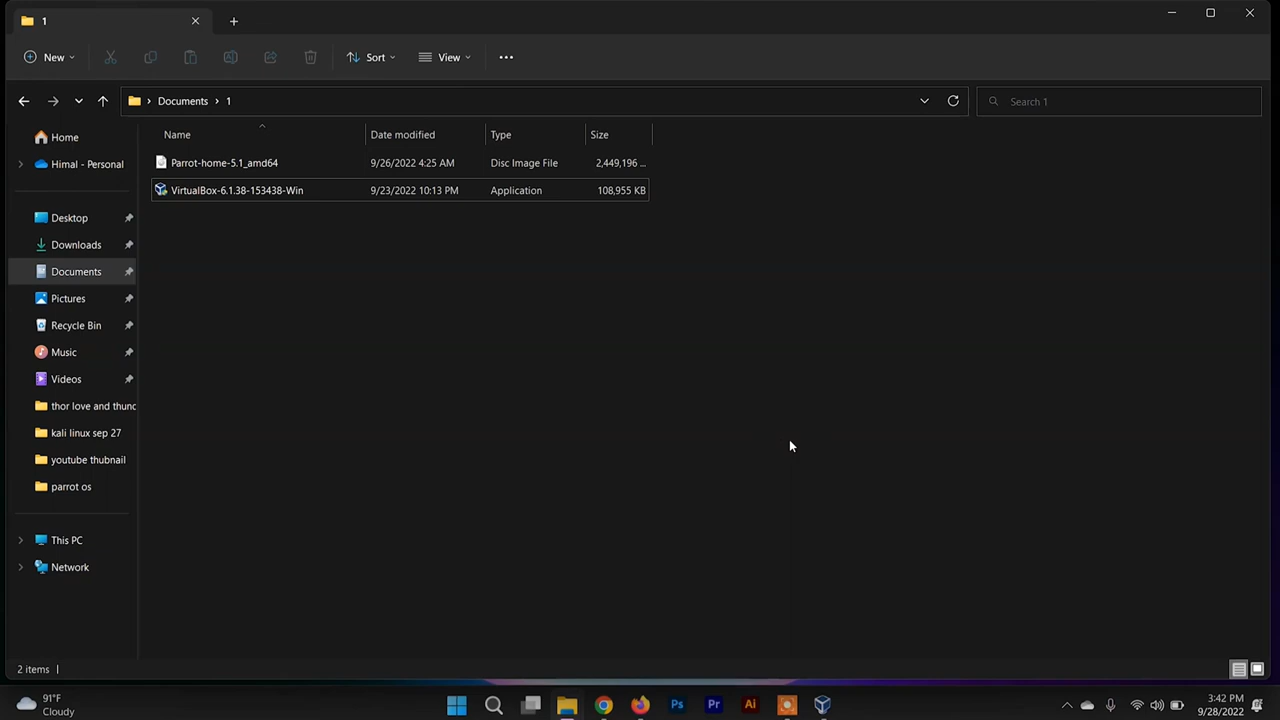 1
New
Sort
View
Documents
1
Search 1
Name
Date modified
Type
Size
Parrot-home-5.1_amd64
9/26/2022 4:25 AM
Disc Image File
2,449,196 ...
VirtualBox-6.1.38-153438-Win
9/23/2022 10:13 PM
Application
108,955 KB
Home
Himal - Personal
Desktop
Downloads
Documents
Pictures
Recycle Bin
Music
Videos
thor love and thund
kali linux sep 27
youtube thubnail
parrot os
This PC
Network
2 items
91°F
Cloudy
Ps
Pr
Ai
3:42 PM
9/28/2022